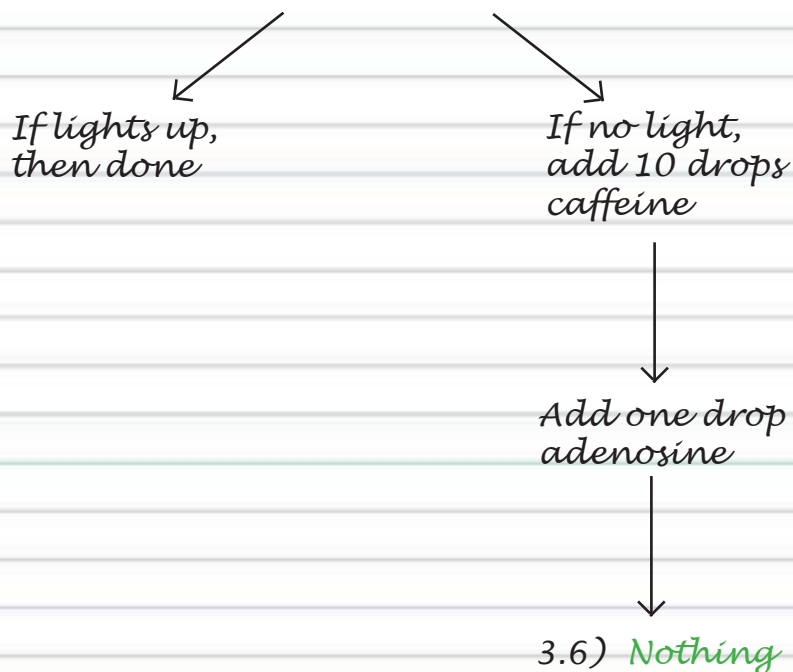 If lights up,
then done
If no light,
add 10 drops
caffeine
Add one drop
adenosine
3.6) Nothing